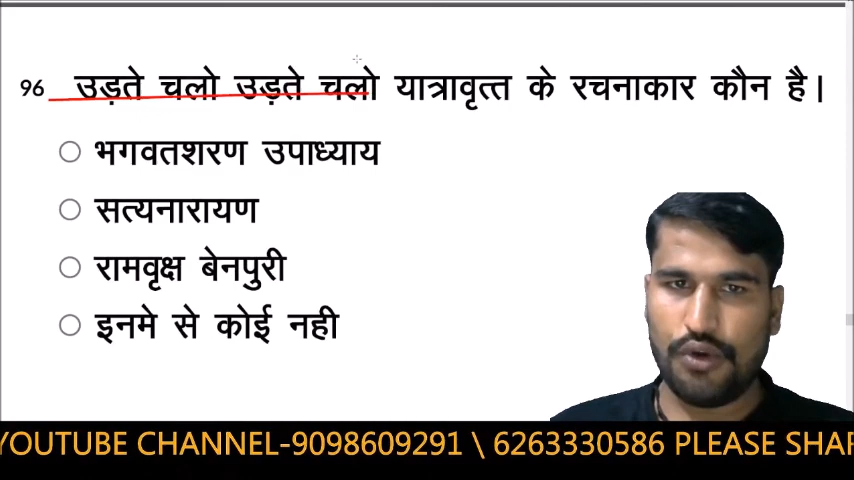 96 उड़ते चलो उड़ते चलो यात्रावृत्त के रचनाकार कौन है।
भगवतशरण उपाध्याय
सत्यनारायण
रामवृक्ष बेनपुरी
इनमे से कोई नही
YOUTUBE CHANNEL-9098609291 \ 6263330586 PLEASE SHAR